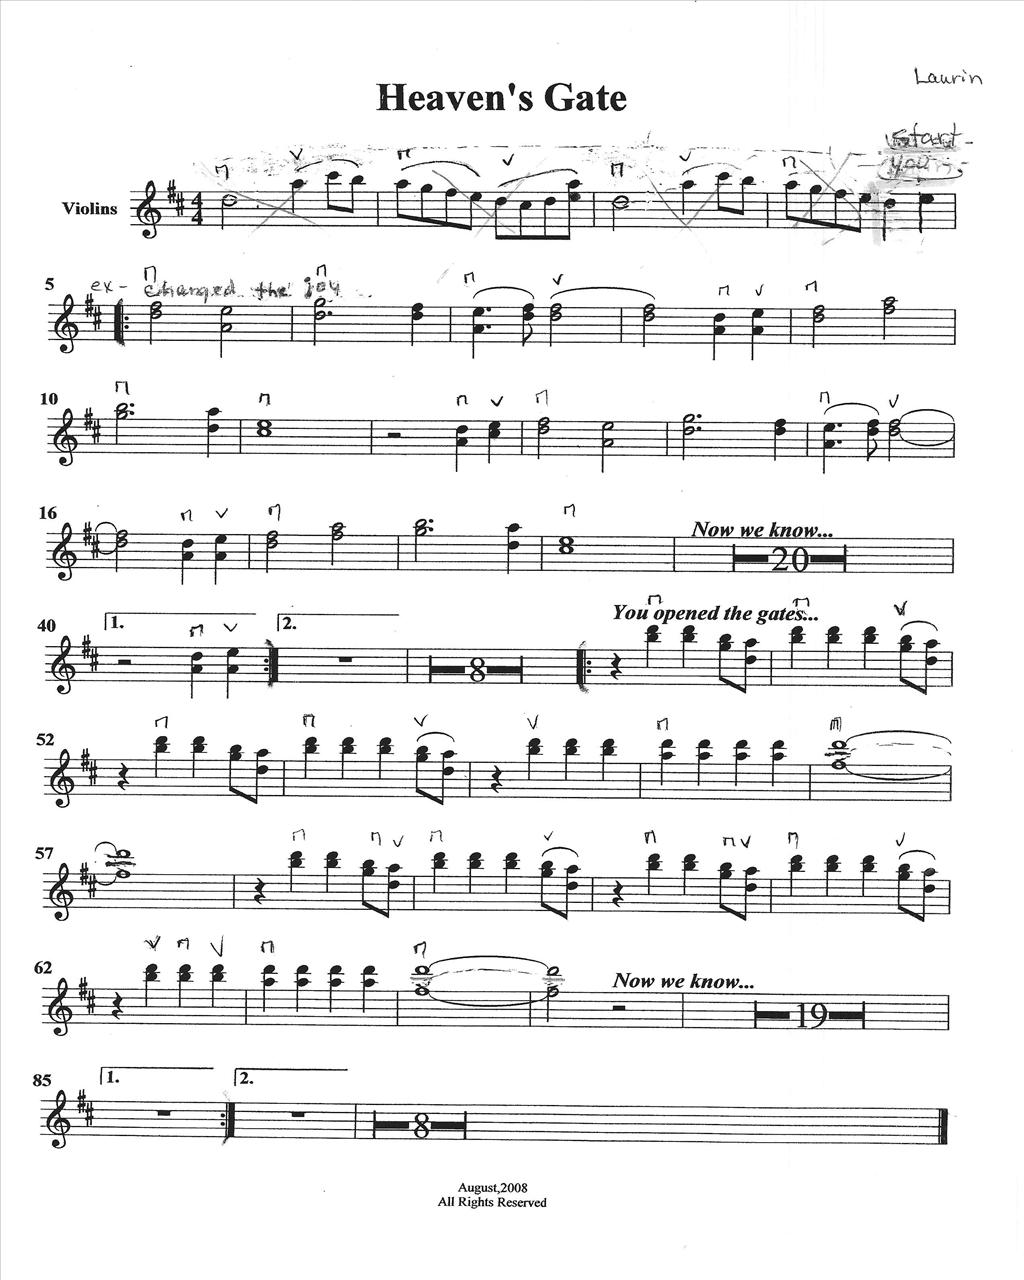 Laurin
Heaven's Gate
start
your
Violins
4
4
5
ex- changed the joy
10
16
Now we know...
20
40
1.
2.
You opened the gates...
8
52
57
62
Now we know...
19
85
1.
2.
8
August,2008
All Rights Reserved